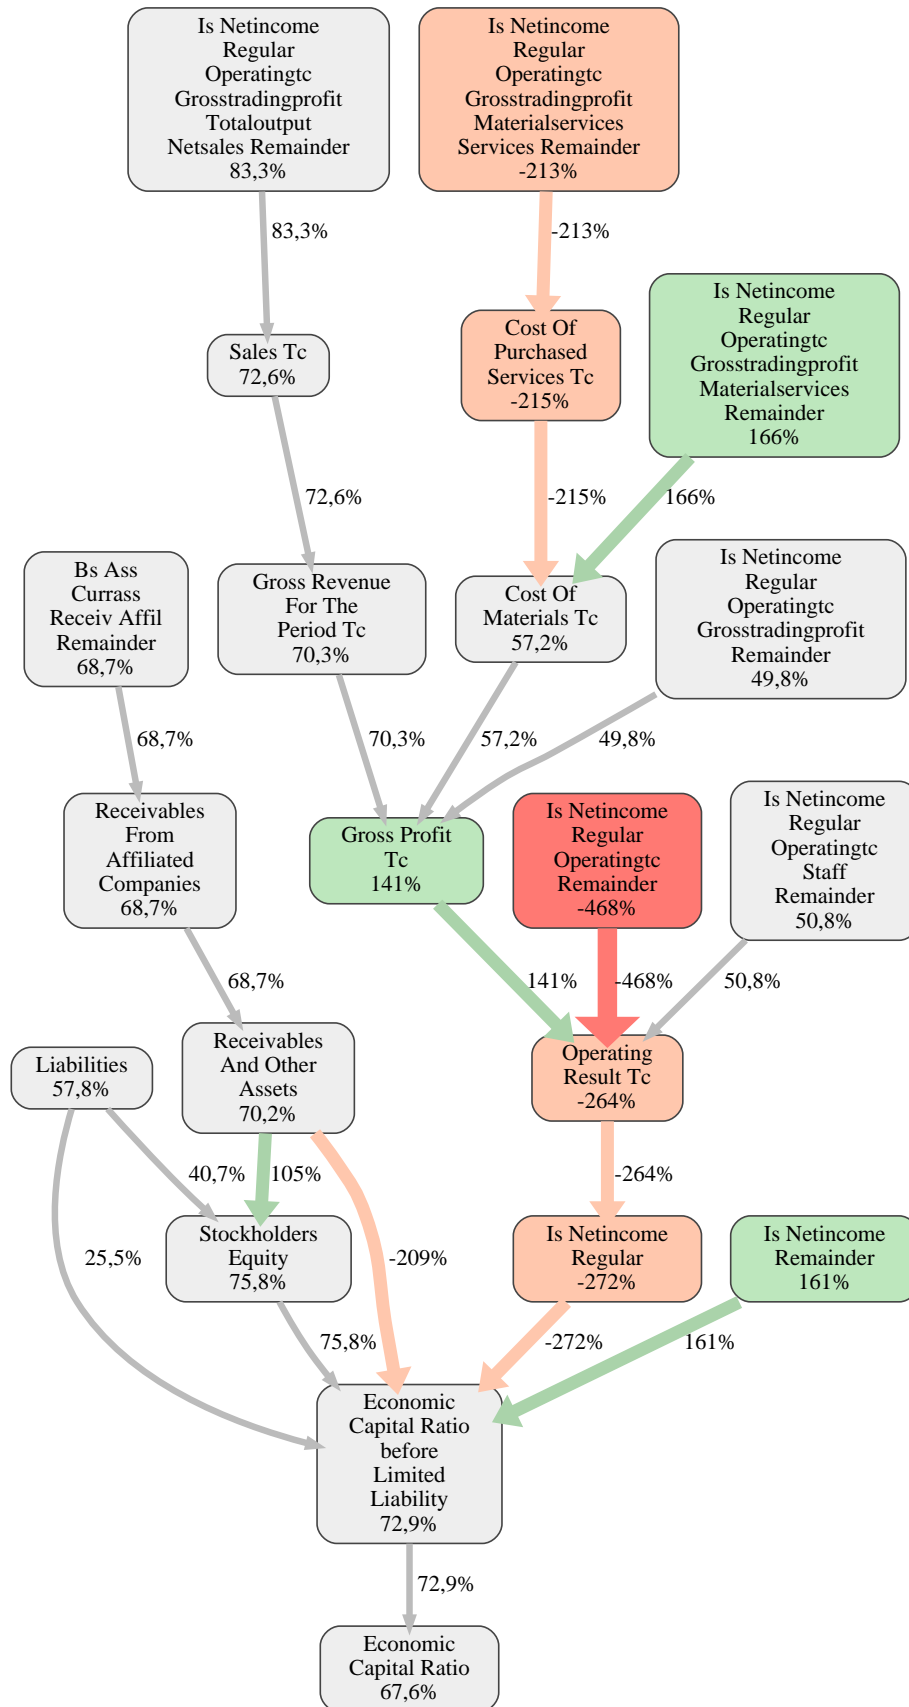 Is Netincome
Regular
Operatingtc
Grosstradingprofit
Totaloutput
Netsales Remainder
83,3%
Is Netincome
Regular
Operatingtc
Grosstradingprofit
Materialservices
Services Remainder
-213%
83,3%
-213%
Is Netincome
Regular
Operatingtc
Grosstradingprofit
Materialservices
Remainder
166%
Sales Tc
72,6%
Cost Of
Purchased
Services Tc
-215%
72,6%
-215%
166%
Bs Ass
Currass
Receiv Affil
Remainder
68,7%
Gross Revenue
For The
Period Tc
70,3%
Cost Of
Materials Tc
57,2%
Is Netincome
Regular
Operatingtc
Grosstradingprofit
Remainder
49,8%
68,7%
70,3%
57,2%
49,8%
Receivables
From
Affiliated
Companies
68,7%
Gross Profit
Tc
141%
Is Netincome
Regular
Operatingtc
Remainder
-468%
Is Netincome
Regular
Operatingtc
Staff
Remainder
50,8%
68,7%
141%
-468%
50,8%
Liabilities
57,8%
Receivables
And Other
Assets
70,2%
Operating
Result Tc
-264%
40,7%
105%
-264%
25,5%
Stockholders
Equity
75,8%
-209%
Is Netincome
Regular
-272%
Is Netincome
Remainder
161%
75,8%
-272%
161%
Economic
Capital Ratio
before
Limited
Liability
72,9%
72,9%
Economic
Capital Ratio
67,6%